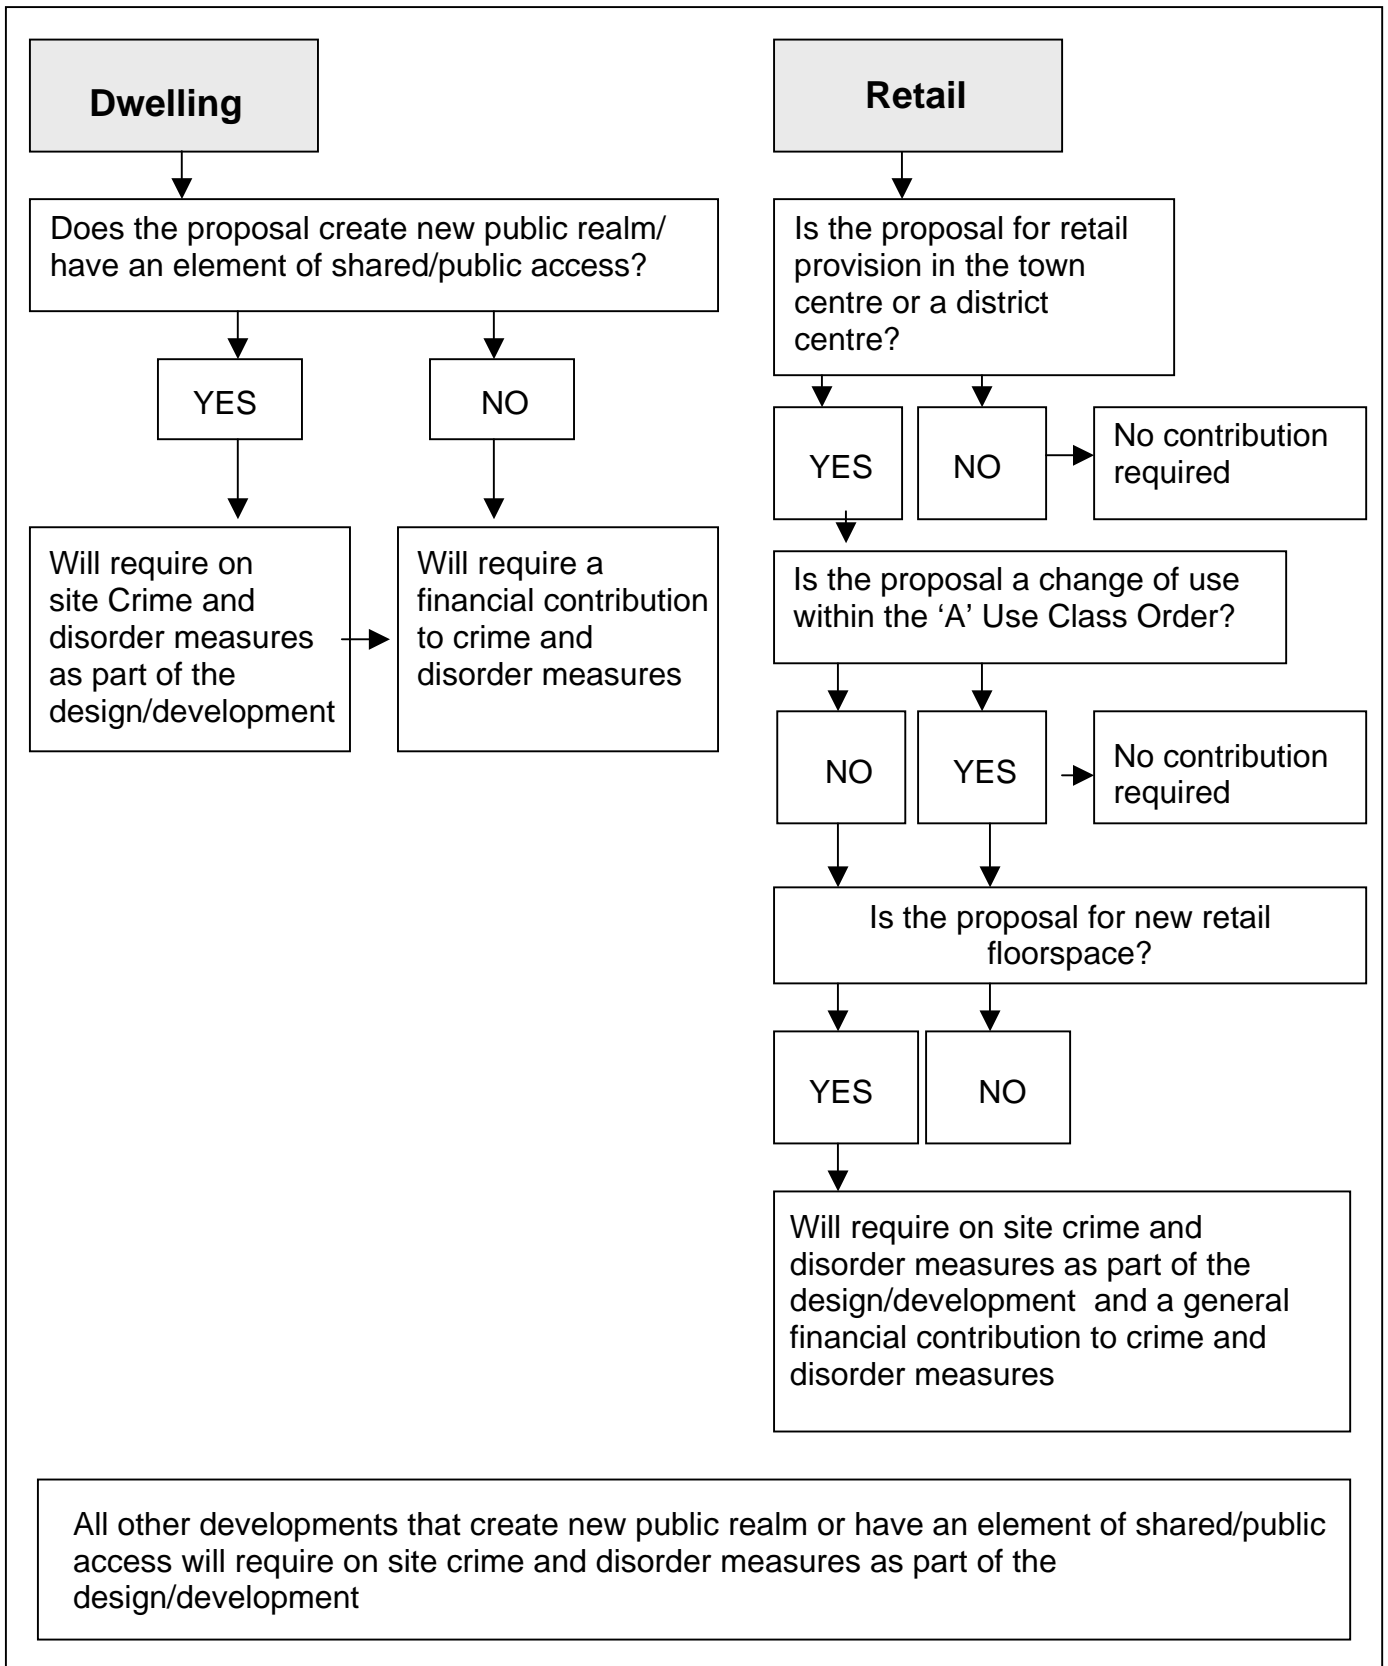 Dwelling
Does the proposal create new public realm/
have an element of shared/public access?
YES
NO
Will require on
site Crime and
disorder measures
as part of the
design/development
Will require a
financial contribution
to crime and
disorder measures
Retail
Is the proposal for retail
provision in the town
centre or a district
centre?
YES
NO
No contribution
required
Is the proposal a change of use
within the ‘A’ Use Class Order?
NO
YES
No contribution
required
Is the proposal for new retail
floorspace?
YES
NO
Will require on site crime and
disorder measures as part of the
design/development  and a general
financial contribution to crime and
disorder measures
All other developments that create new public realm or have an element of shared/public
access will require on site crime and disorder measures as part of the
design/development